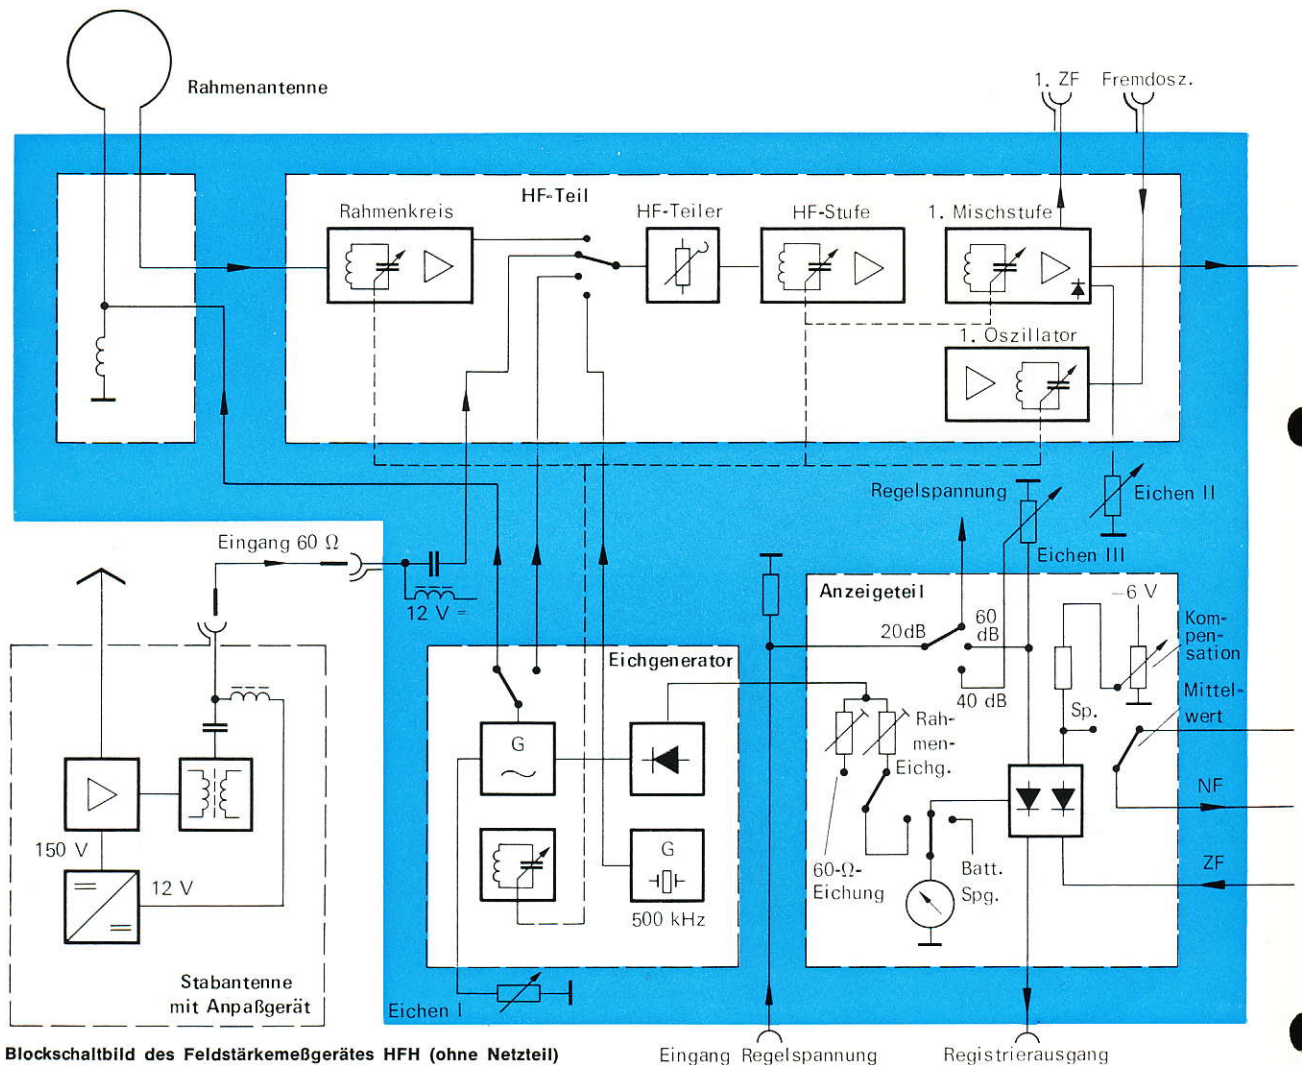 Rahmenantenne
1. ZF
Fremdosz.
HF-Teil
Rahmenkreis
HF-Teiler
HF-Stufe
1. Mischstufe
1. Oszillator
Regelspannung
Eichen II
Eichen III
Eingang 60 Ω
12 V =
Anzeigeteil
-6 V
Kom-
pen-
sation
20dB
60
dB
40 dB
Sp.
Mittel-
wert
Eichgenerator
G
Rah-
men-
Eichg.
NF
150 V
12 V
G
500 kHz
60-Ω-
Eichung
Batt.
Spg.
ZF
Stabantenne
mit Anpaßgerät
Eichen I
Blockschaltbild des Feldstärkemeßgerätes HFH (ohne Netzteil)
Eingang Regelspannung
Registrierausgang